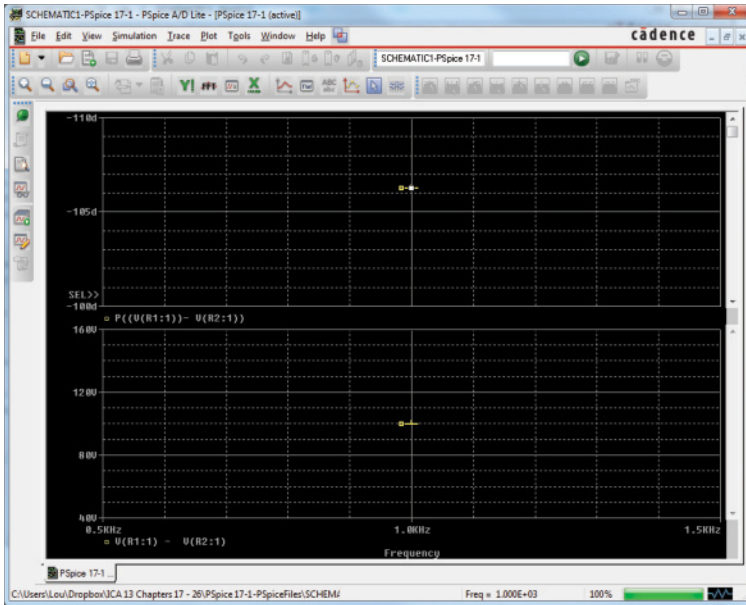 SCHEMATIC1-PSpice 17-1 - PSpice A/D Lite - [PSpice 17-1 (active)]
File Edit View Simulation Trace Plot Tools Window Help
cādence
SCHEMATIC1-PSpice 17-1
-110d
-105d
SEL>>
-100d
P((V(R1:1))- V(R2:1))
160V
120V
80V
40V
0.5KHz 1.0KHz 1.5KHz
V(R1:1) - V(R2:1)
Frequency
PSpice 17-1 ...
C:\Users\Lou\Dropbox\ICA 13 Chapters 17 - 26\PSpice 17-1-PSpiceFiles\SCHEM
Freq = 1.000E+03 100%